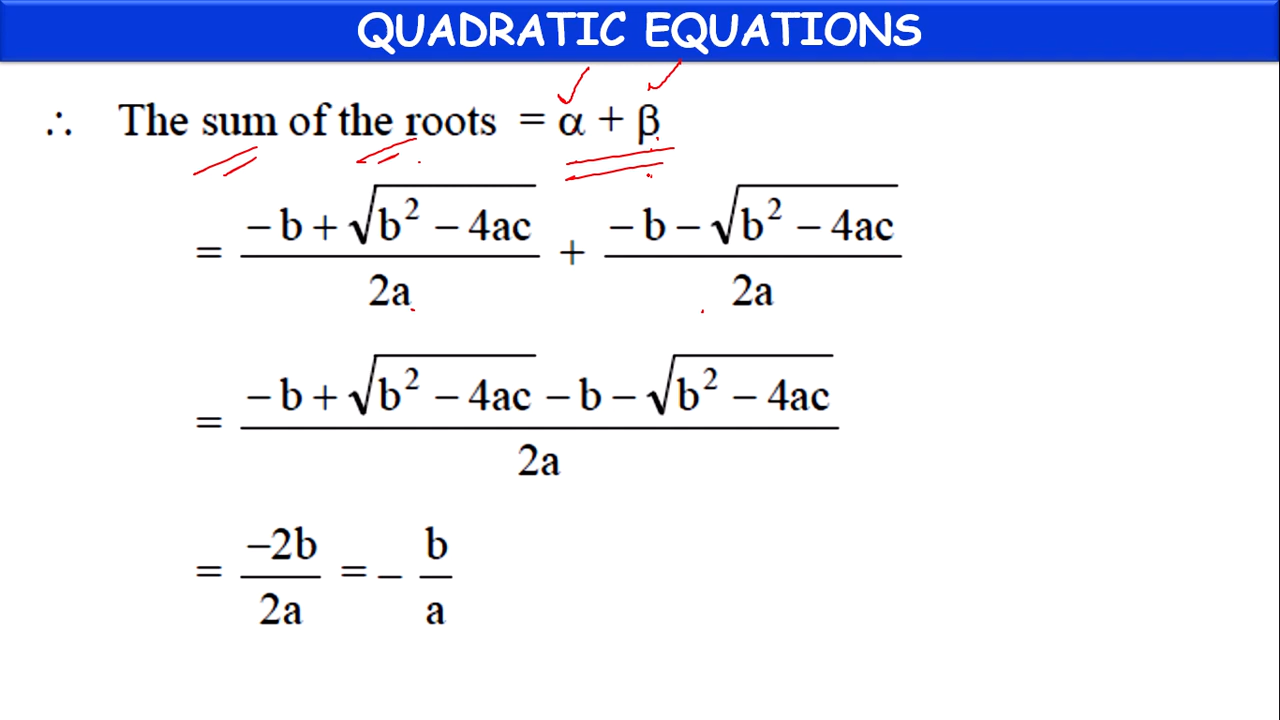 QUADRATIC EQUATIONS
∴ The sum of the roots = α + β
= (−b + √(b² − 4ac))/(2a) + (−b − √(b² − 4ac))/(2a)
= (−b + √(b² − 4ac) − b − √(b² − 4ac))/(2a)
= (−2b)/(2a) = − b/a